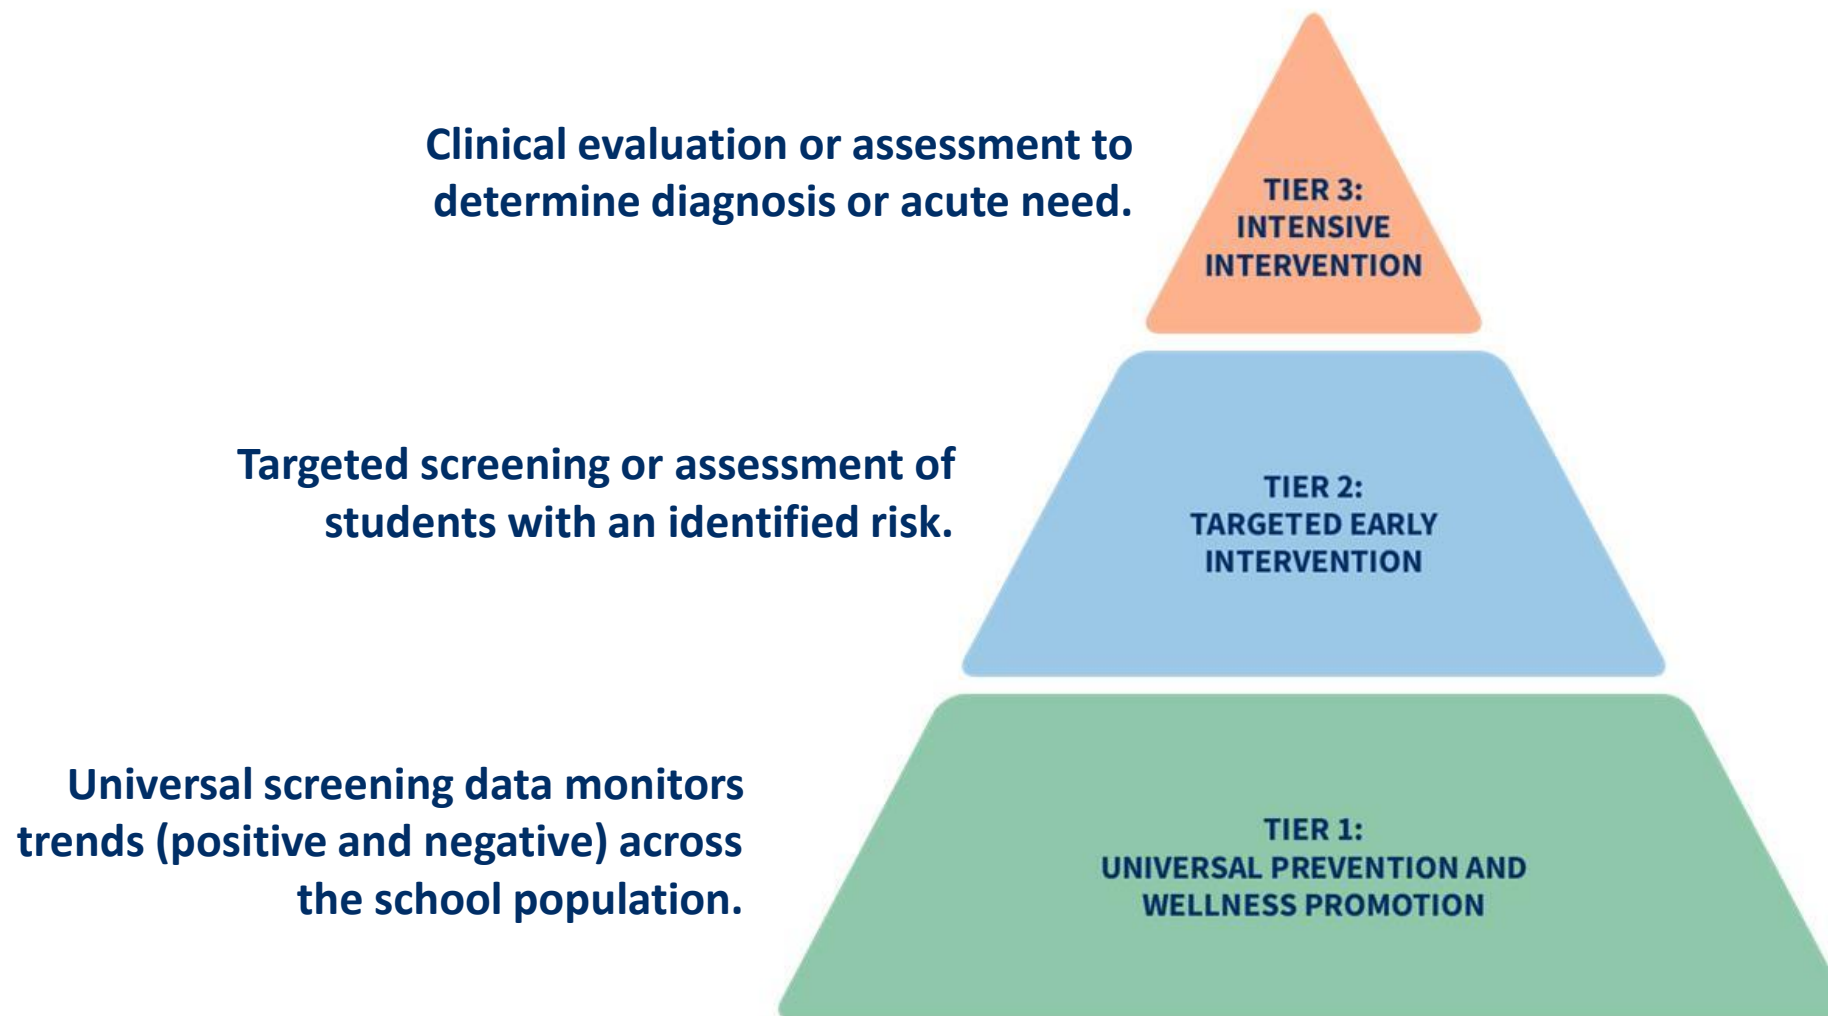 Clinical evaluation or assessment to
determine diagnosis or acute need.
TIER 3:
INTENSIVE
INTERVENTION
Targeted screening or assessment of
students with an identified risk.
TIER 2:
TARGETED EARLY
INTERVENTION
Universal screening data monitors
trends (positive and negative) across
the school population.
TIER 1:
UNIVERSAL PREVENTION AND
WELLNESS PROMOTION